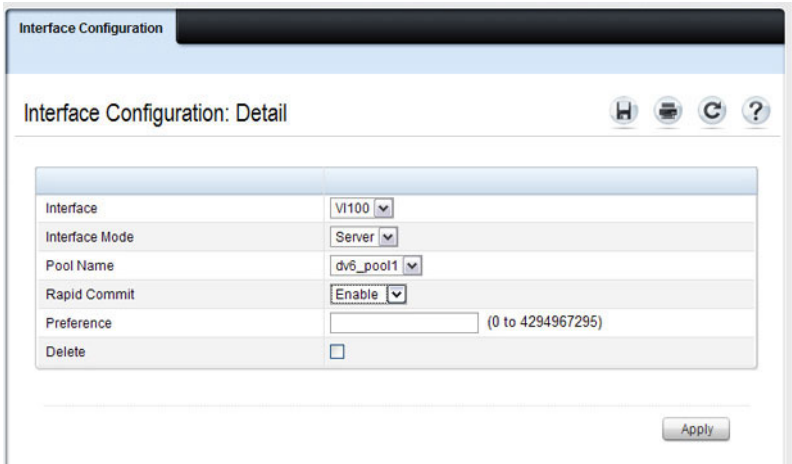 Interface Configuration
Interface Configuration: Detail
Interface Vl100
Interface Mode Server
Pool Name dv6_pool1
Rapid Commit Enable
Preference (0 to 4294967295)
Delete
Apply